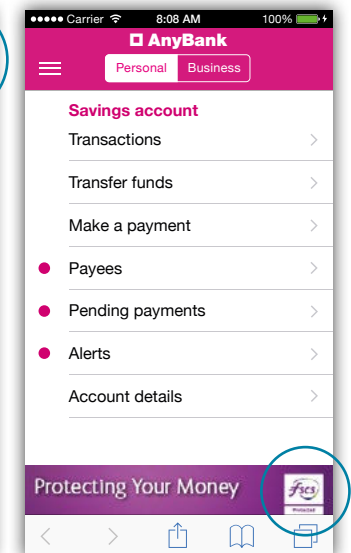 Carrier 8:08 AM 100%
AnyBank
Personal Business
Savings account
Transactions
Transfer funds
Make a payment
Payees
Pending payments
Alerts
Account details
Protecting Your Money
fscs
Protected